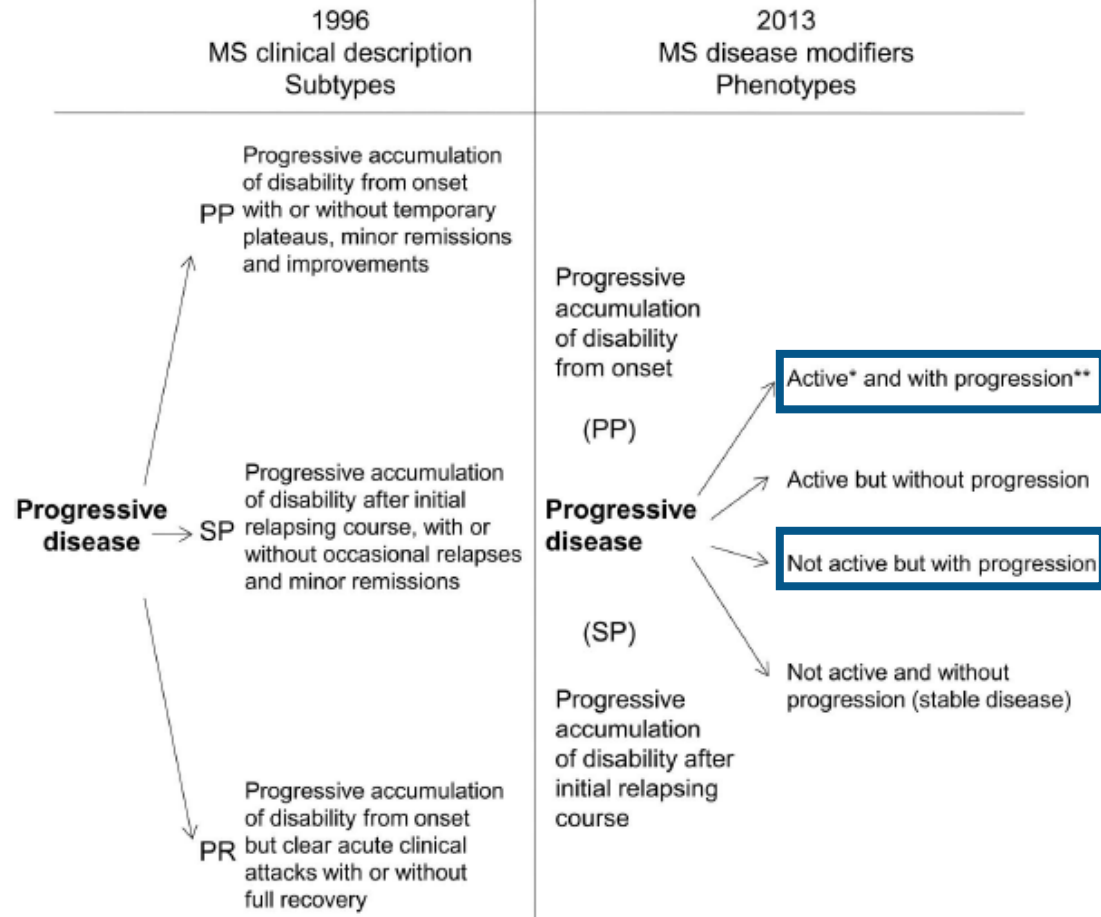 1996
MS clinical description
Subtypes
Progressive accumulation
of disability from onset
PP with or without temporary
plateaus, minor remissions
and improvements
Progressive
disease
Progressive accumulation
of disability after initial
SP relapsing course, with or
without occasional relapses
and minor remissions
Progressive accumulation
of disability from onset
PR but clear acute clinical
attacks with or without
full recovery
2013
MS disease modifiers
Phenotypes
Progressive
accumulation
of disability
from onset
(PP)
Progressive
disease
(SP)
Progressive
accumulation
of disability after
initial relapsing
course
Active* and with progression**
Active but without progression
Not active but with progression
Not active and without
progression (stable disease)